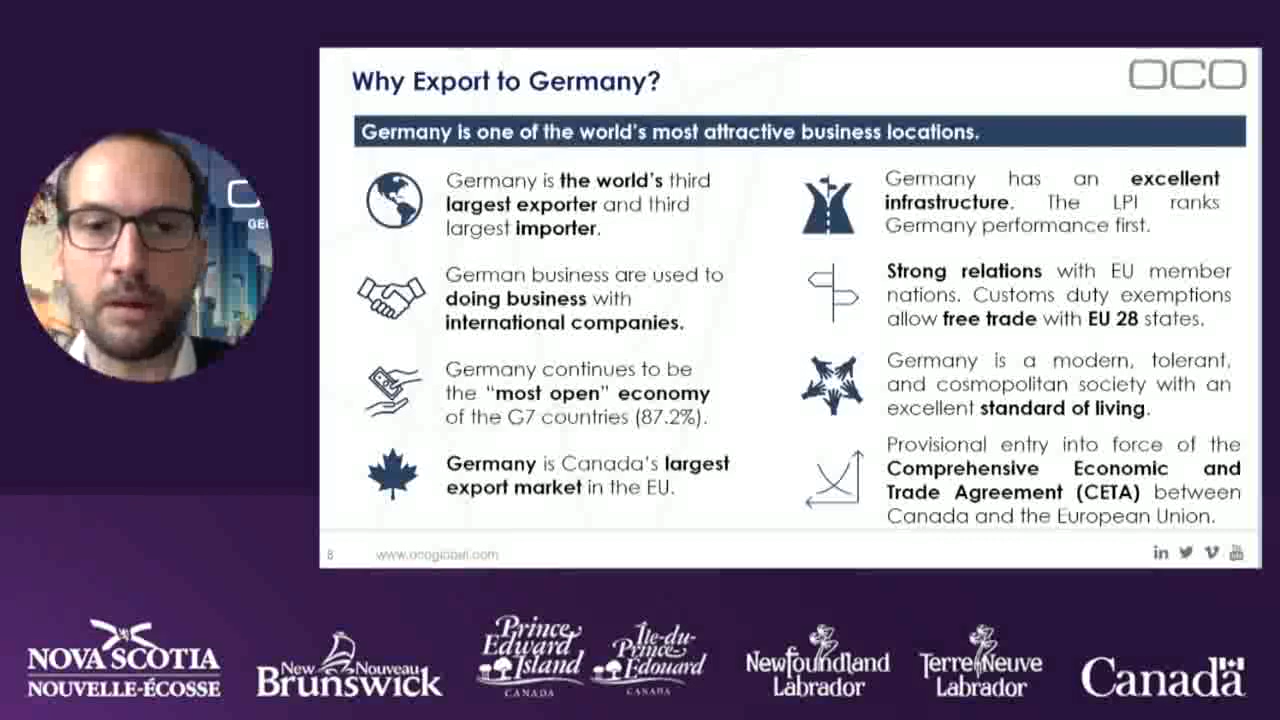 Why Export to Germany?
OCO
Germany is one of the world's most attractive business locations.
Germany is the world's third
largest exporter and third
largest importer.
German business are used to
doing business with
international companies.
Germany continues to be
the "most open" economy
of the G7 countries (87.2%).
Germany is Canada's largest
export market in the EU.
Germany has an excellent
infrastructure. The LPI ranks
Germany performance first.
Strong relations with EU member
nations. Customs duty exemptions
allow free trade with EU 28 states.
Germany is a modern, tolerant,
and cosmopolitan society with an
excellent standard of living.
Provisional entry into force of the
Comprehensive Economic and
Trade Agreement (CETA) between
Canada and the European Union.
8
www.ocoglobal.com
in
NOVA SCOTIA
NOUVELLE-ÉCOSSE
New Nouveau
Brunswick
Prince
Edward
Island
CANADA
Île-du-
Prince
Édouard
CANADA
Newfoundland
Labrador
Terre Neuve
Labrador
Canada